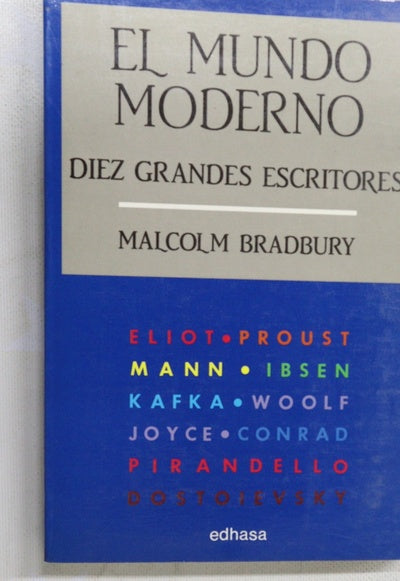 EL MUNDO
MODERNO
DIEZ GRANDES ESCRITORES
MALCOLM BRADBURY
ELIOT • PROUST
MANN • IBSEN
KAFKA • WOOLF
JOYCE • CONRAD
PIRANDELLO
DOSTOIEVSKY
edhasa